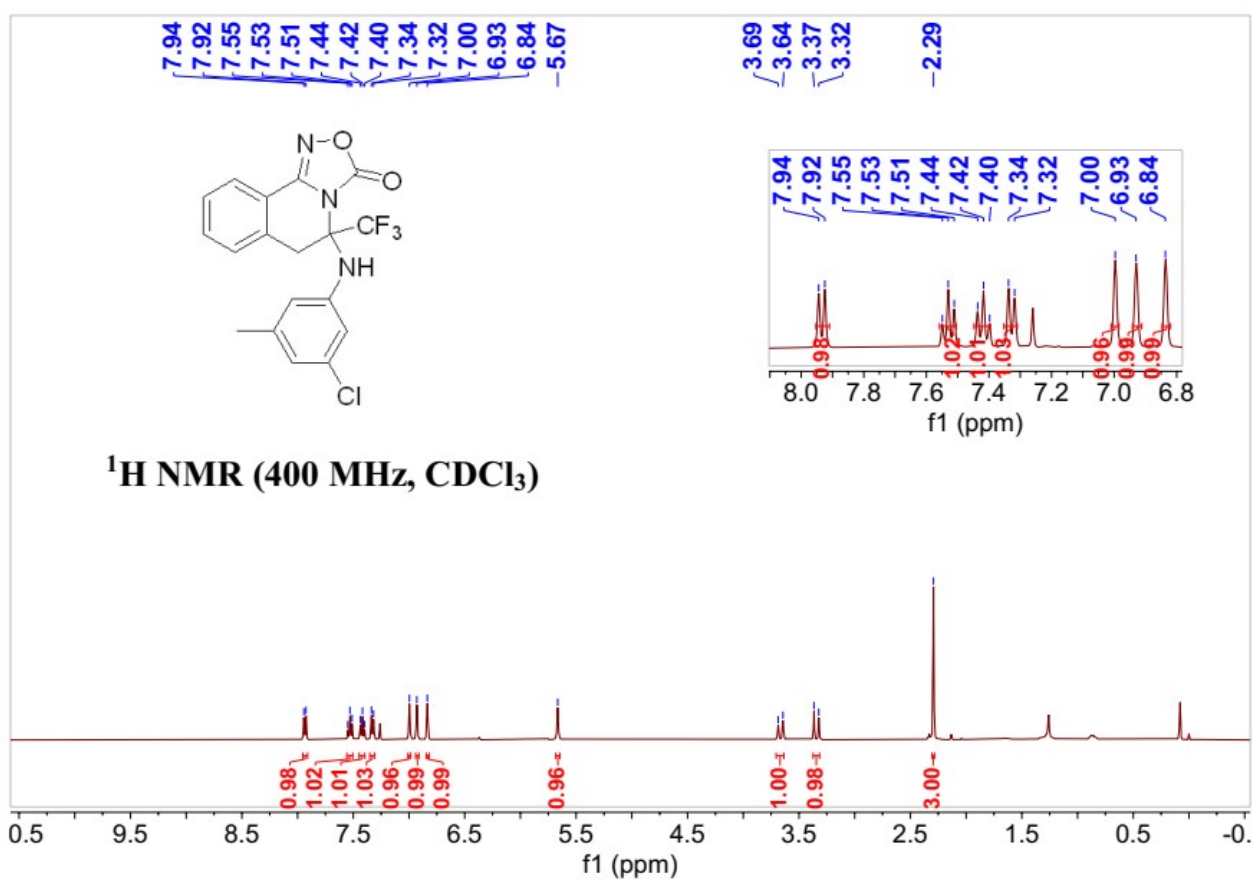 7.94 7.92 7.55 7.53 7.51 7.44 7.42 7.40 7.34 7.32 7.00 6.93 6.84 -5.67 3.69 3.64 3.37 3.32 -2.29
N O
O
N
CF3
NH
Cl
7.94 7.92 7.55 7.53 7.51 7.44 7.42 7.40 7.34 7.32 7.00 6.93 6.84
0.98 1.02 1.01 1.03 0.96 0.99 0.99
8.0 7.8 7.6 7.4 7.2 7.0 6.8
f1 (ppm)
¹H NMR (400 MHz, CDCl₃)
0.98 1.02 1.01 1.03 0.96 0.99 0.99 0.96 1.00 0.98 3.00
0.5 9.5 8.5 7.5 6.5 5.5 4.5 3.5 2.5 1.5 0.5 -0.
f1 (ppm)